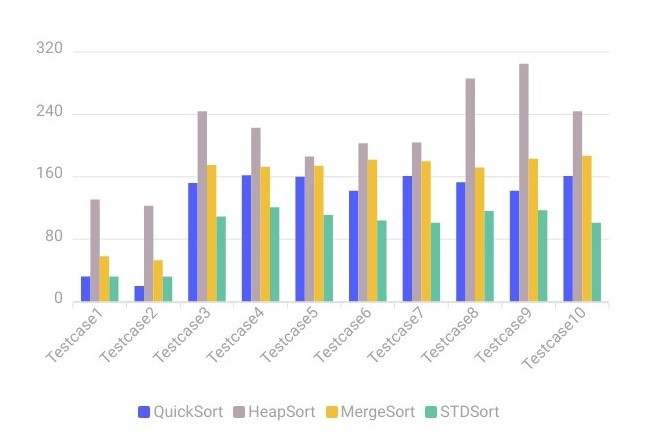 320
240
160
80
0
Testcase1
Testcase2
Testcase3
Testcase4
Testcase5
Testcase6
Testcase7
Testcase8
Testcase9
Testcase10
QuickSort HeapSort MergeSort STDSort